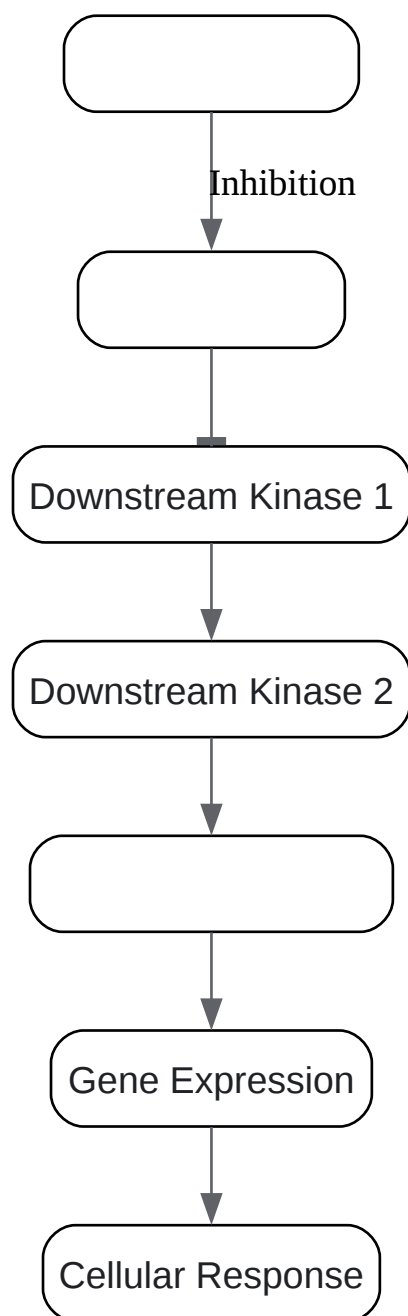 Inhibition
Downstream Kinase 1
Downstream Kinase 2
Gene Expression
Cellular Response